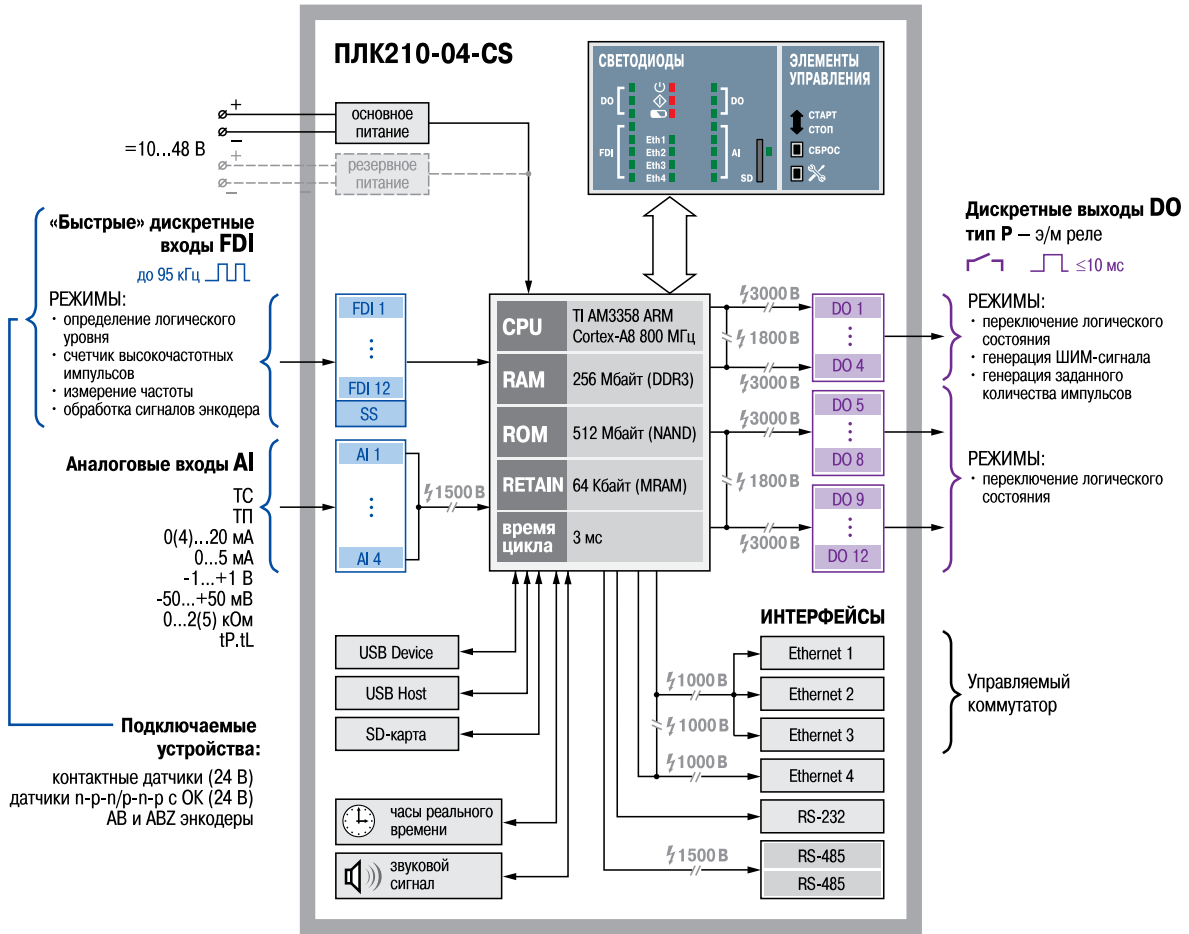 ПЛК210-04-CS
СВЕТОДИОДЫ
DO
DO
FDI
Eth1
Eth2
Eth3
Eth4
AI
SD
ЭЛЕМЕНТЫ
УПРАВЛЕНИЯ
СТАРТ
СТОП
СБРОС
+
−
=10...48 В
+
−
основное
питание
резервное
питание
«Быстрые» дискретные
входы FDI
до 95 кГц
РЕЖИМЫ:
· определение логического
уровня
· счетчик высокочастотных
импульсов
· измерение частоты
· обработка сигналов энкодера
FDI 1
FDI 12
SS
Аналоговые входы AI
ТС
ТП
0(4)...20 мА
0...5 мА
-1...+1 В
-50...+50 мВ
0...2(5) кОм
tP.tL
AI 1
AI 4
1500 В
Подключаемые
устройства:
контактные датчики (24 В)
датчики n-p-n/p-n-p с ОК (24 В)
AB и ABZ энкодеры
CPU
TI AM3358 ARM
Cortex-A8 800 МГц
RAM
256 Мбайт (DDR3)
ROM
512 Мбайт (NAND)
RETAIN
64 Кбайт (MRAM)
время
цикла
3 мс
3000 В
1800 В
3000 В
3000 В
1800 В
3000 В
DO 1
DO 4
DO 5
DO 8
DO 9
DO 12
Дискретные выходы DO
тип Р – э/м реле
≤10 мс
РЕЖИМЫ:
· переключение логического
состояния
· генерация ШИМ-сигнала
· генерация заданного
количества импульсов
РЕЖИМЫ:
· переключение логического
состояния
USB Device
USB Host
SD-карта
часы реального
времени
звуковой
сигнал
ИНТЕРФЕЙСЫ
1000 В
1000 В
1000 В
1500 В
Ethernet 1
Ethernet 2
Ethernet 3
Ethernet 4
RS-232
RS-485
RS-485
Управляемый
коммутатор